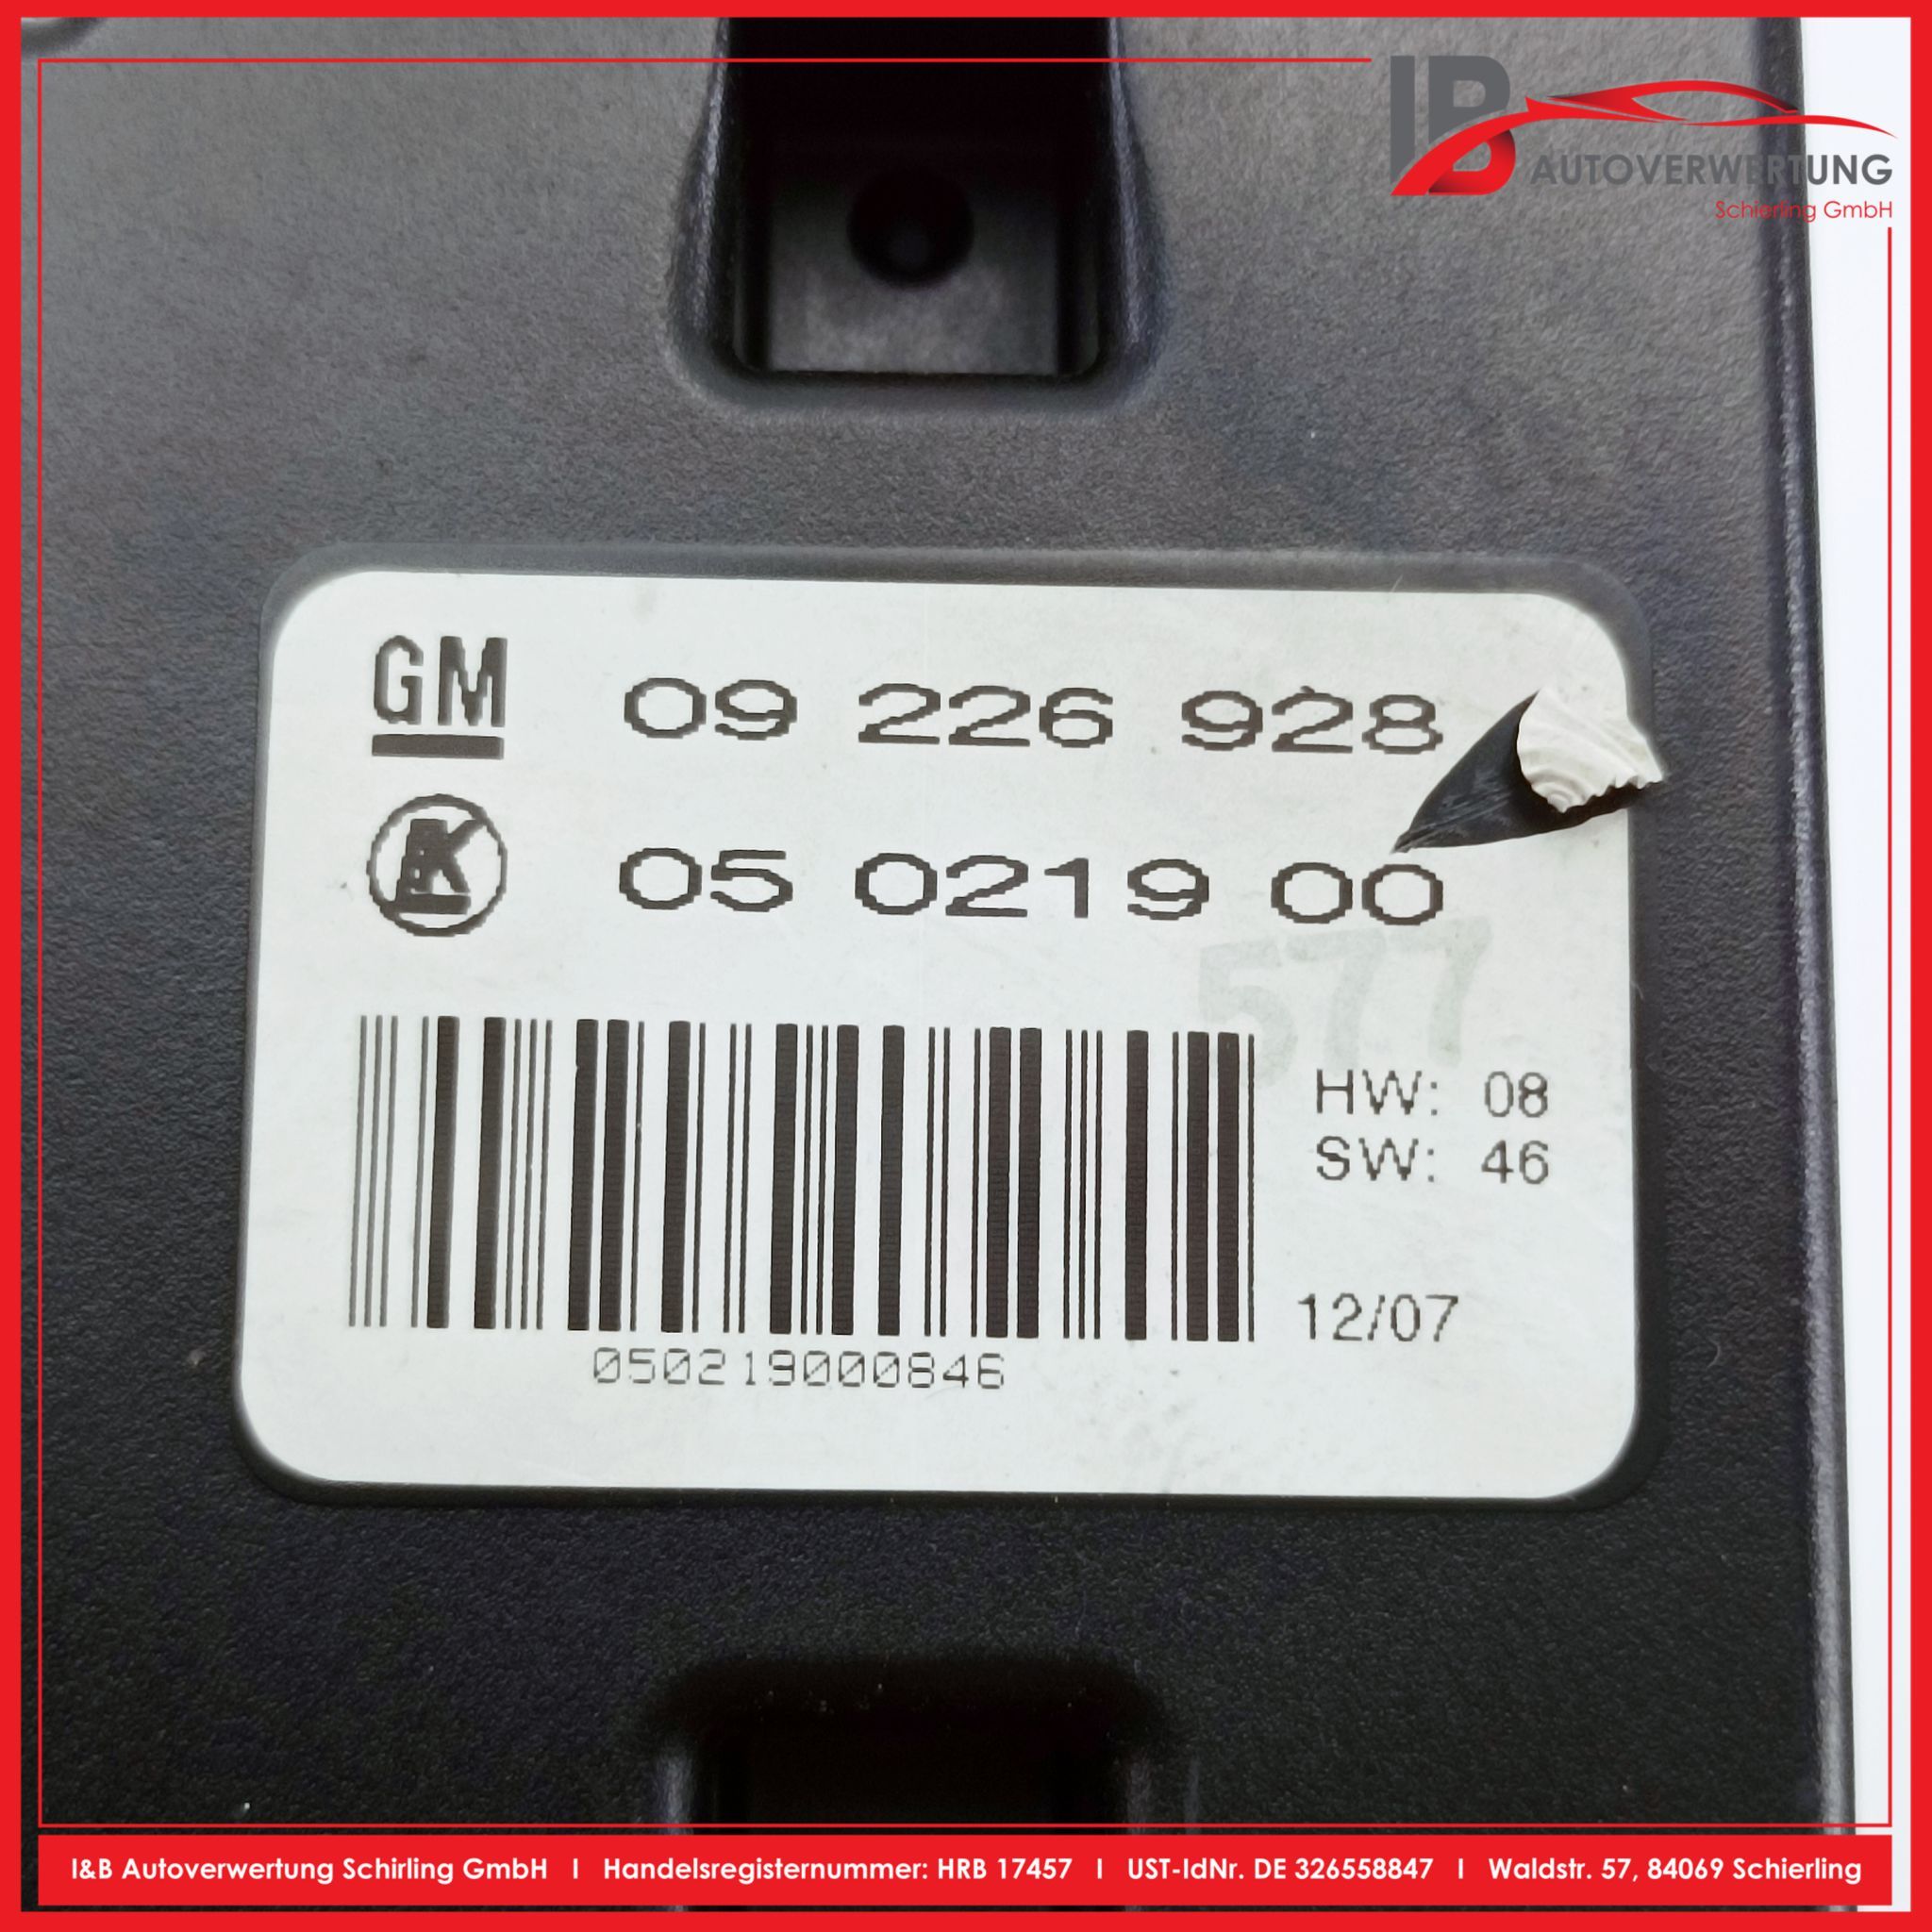 IB
AUTOVERWERTUNG
Schierling GmbH
GM 09 226 928
05 0219 00
577
HW: 08
SW: 46
12/07
050219000846
I&B Autoverwertung Schirling GmbH I Handelsregisternummer: HRB 17457 I UST-IdNr. DE 326558847 I Waldstr. 57, 84069 Schierling